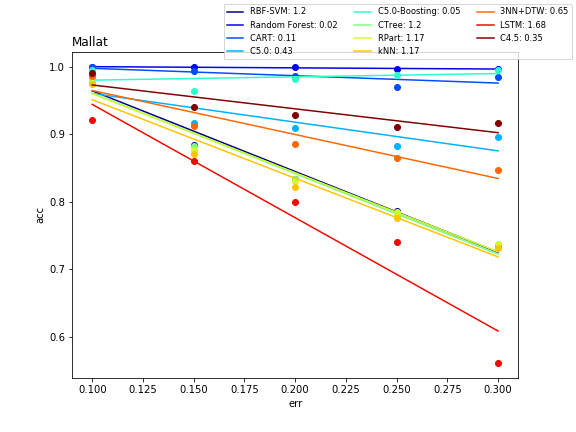 RBF-SVM: 1.2
Random Forest: 0.02
CART: 0.11
C5.0: 0.43
C5.0-Boosting: 0.05
CTree: 1.2
RPart: 1.17
kNN: 1.17
3NN+DTW: 0.65
LSTM: 1.68
C4.5: 0.35
Mallat
1.0
0.9
0.8
0.7
0.6
acc
0.100
0.125
0.150
0.175
0.200
0.225
0.250
0.275
0.300
err